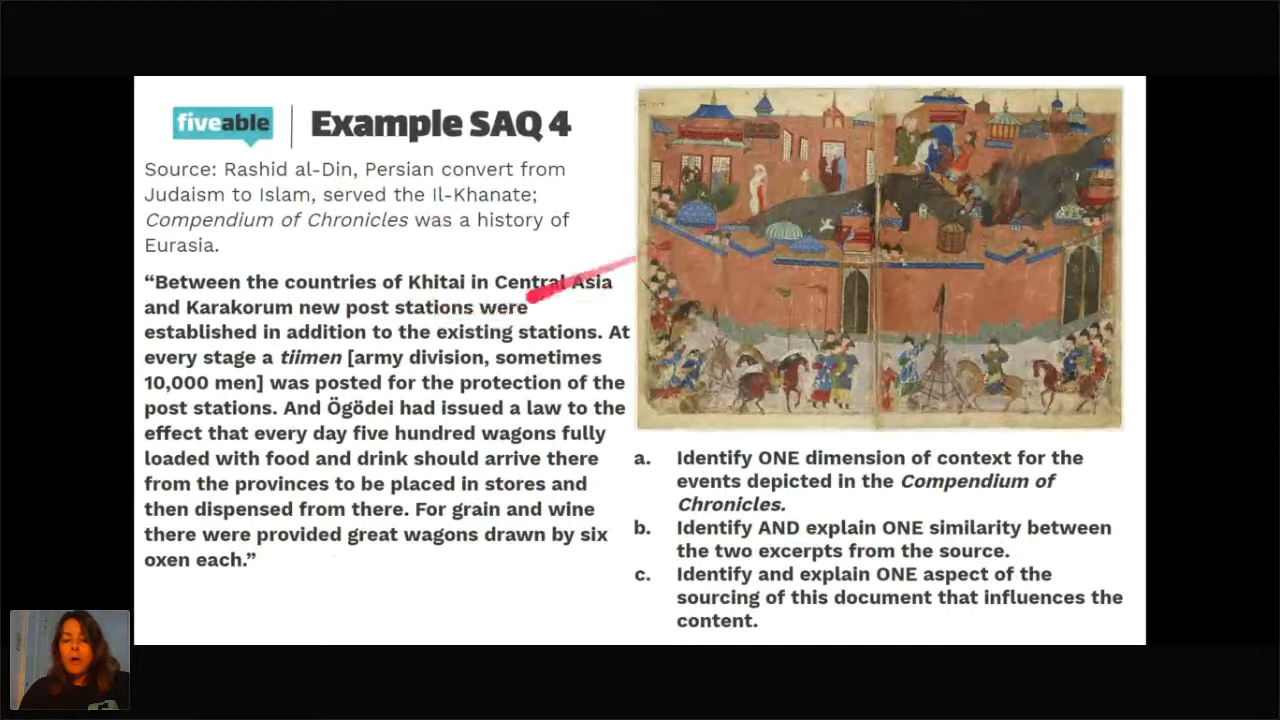 fiveable
Example SAQ 4
Source: Rashid al-Din, Persian convert from
Judaism to Islam, served the Il-Khanate;
Compendium of Chronicles was a history of
Eurasia.
“Between the countries of Khitai in Central Asia
and Karakorum new post stations were
established in addition to the existing stations. At
every stage a tiimen [army division, sometimes
10,000 men] was posted for the protection of the
post stations. And Ögödei had issued a law to the
effect that every day five hundred wagons fully
loaded with food and drink should arrive there
from the provinces to be placed in stores and
then dispensed from there. For grain and wine
there were provided great wagons drawn by six
oxen each.”
a. Identify ONE dimension of context for the
events depicted in the Compendium of
Chronicles.
b. Identify AND explain ONE similarity between
the two excerpts from the source.
c. Identify and explain ONE aspect of the
sourcing of this document that influences the
content.